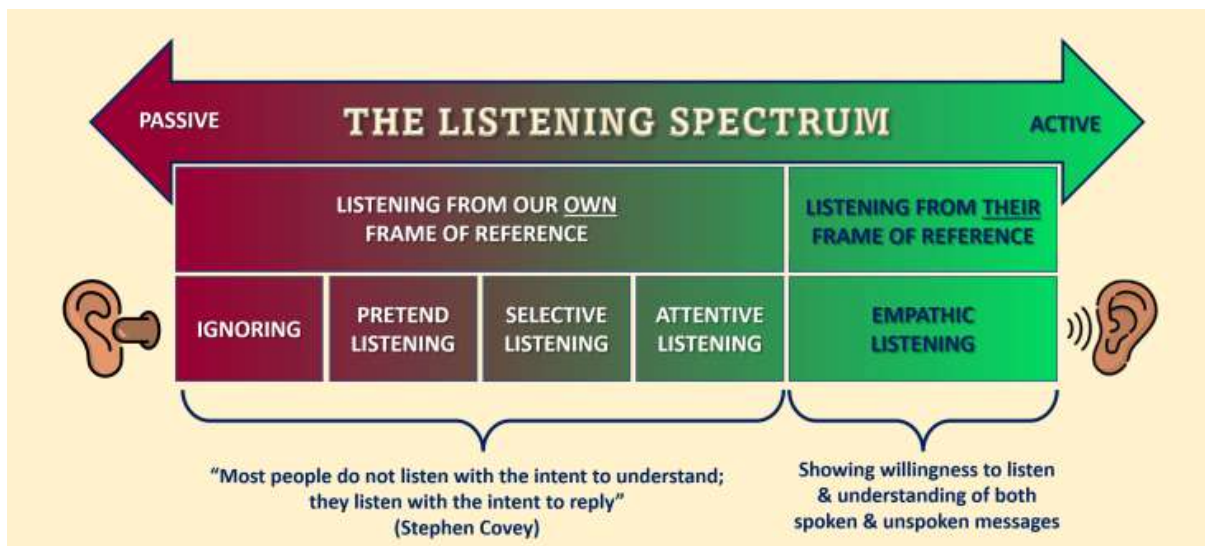 PASSIVE
THE LISTENING SPECTRUM
ACTIVE
LISTENING FROM OUR OWN
FRAME OF REFERENCE
LISTENING FROM THEIR
FRAME OF REFERENCE
IGNORING
PRETEND
LISTENING
SELECTIVE
LISTENING
ATTENTIVE
LISTENING
EMPATHIC
LISTENING
“Most people do not listen with the intent to understand;
they listen with the intent to reply”
(Stephen Covey)
Showing willingness to listen
& understanding of both
spoken & unspoken messages